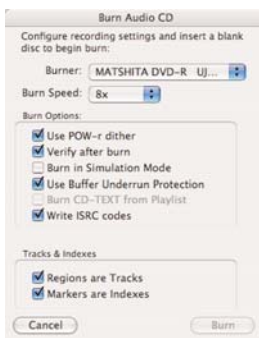 Burn Audio CD
Configure recording settings and insert a blank
disc to begin burn:
Burner: MATSHITA DVD-R UJ...
Burn Speed: 8x
Burn Options:
Use POW-r dither
Verify after burn
Burn in Simulation Mode
Use Buffer Underrun Protection
Burn CD-TEXT from Playlist
Write ISRC codes
Tracks & Indexes
Regions are Tracks
Markers are Indexes
Cancel Burn